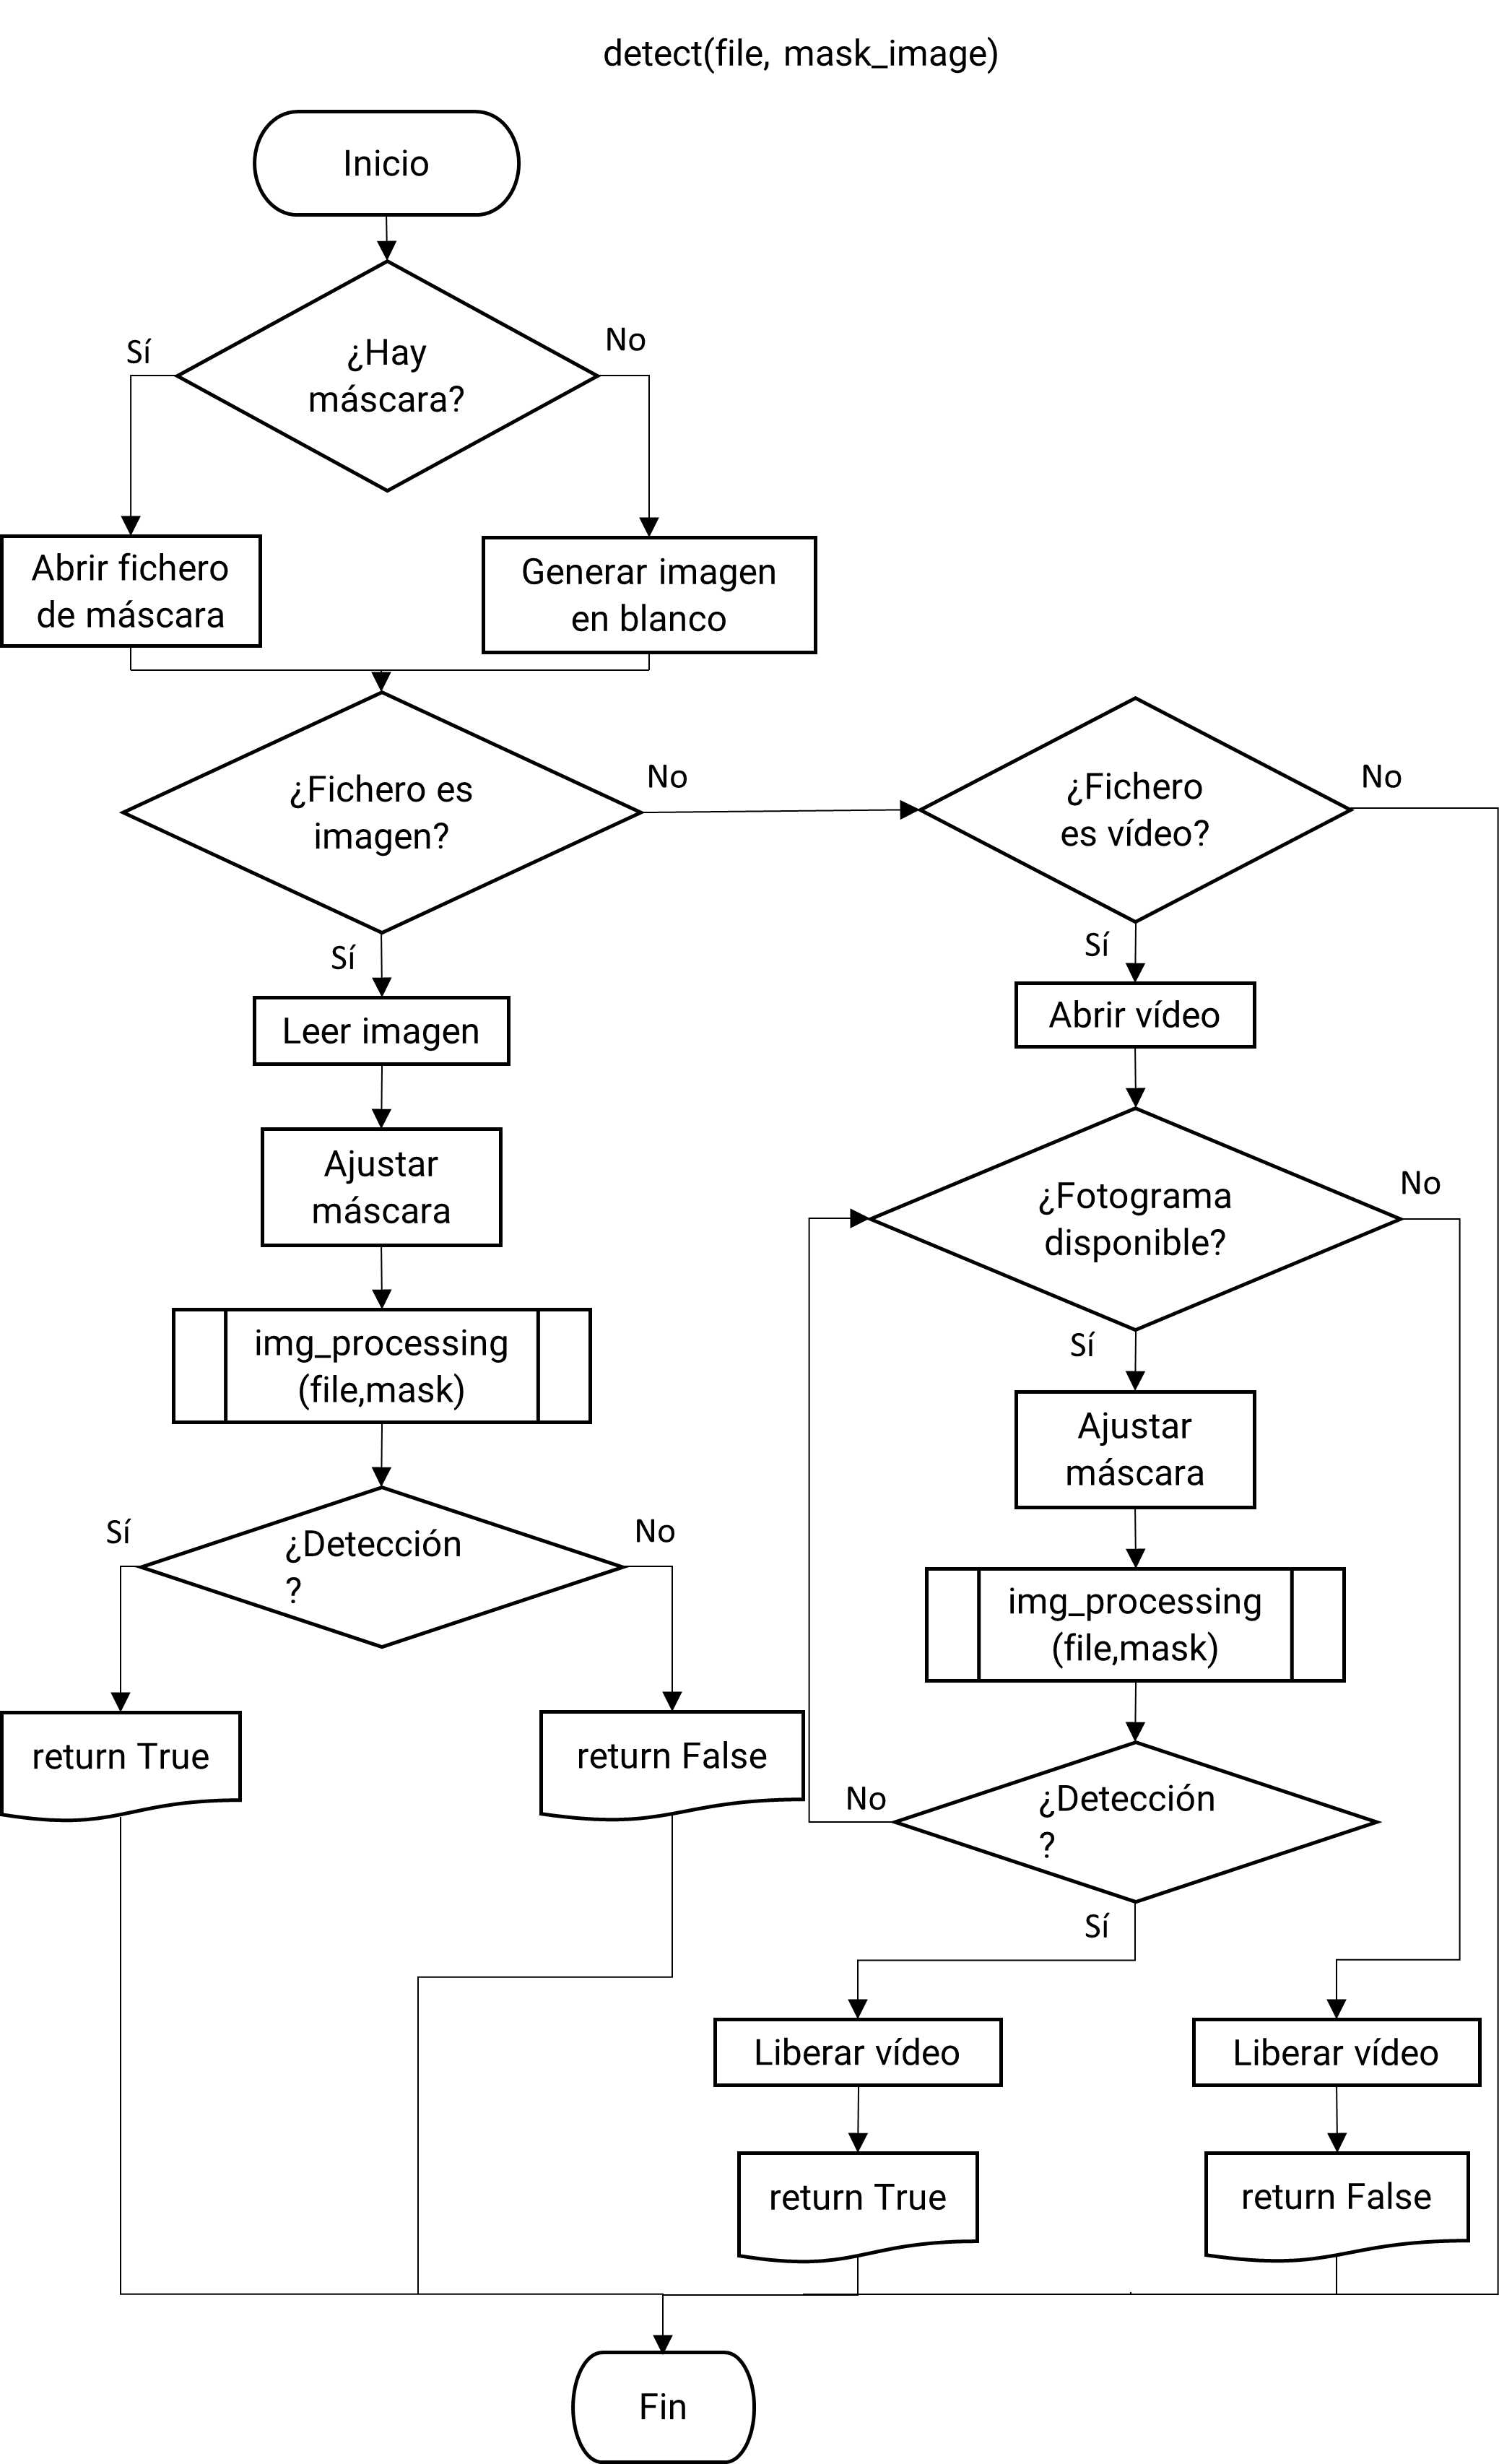 detect(file, mask_image)
Inicio
¿Hay
máscara?
Sí
No
Abrir fichero
de máscara
Generar imagen
en blanco
¿Fichero es
imagen?
No
Sí
Leer imagen
Ajustar
máscara
img_processing
(file,mask)
¿Detección
?
Sí
No
return True
return False
¿Fichero
es vídeo?
No
Sí
Abrir vídeo
¿Fotograma
disponible?
No
Sí
Ajustar
máscara
img_processing
(file,mask)
¿Detección
?
No
Sí
Liberar vídeo
return True
Liberar vídeo
return False
Fin